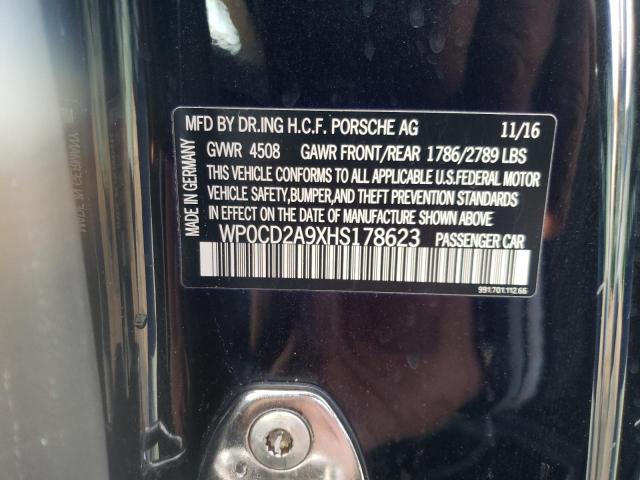 MFD BY DR.ING H.C.F. PORSCHE AG 11/16
GVWR 4508 GAWR FRONT/REAR 1786/2789 LBS
THIS VEHICLE CONFORMS TO ALL APPLICABLE U.S.FEDERAL MOTOR
VEHICLE SAFETY,BUMPER,AND THEFT PREVENTION STANDARDS
IN EFFECT ON THE DATE OF MANUFACTURE SHOWN ABOVE
WP0CD2A9XHS178623 PASSENGER CAR
991.701.112.66
MADE IN GERMANY